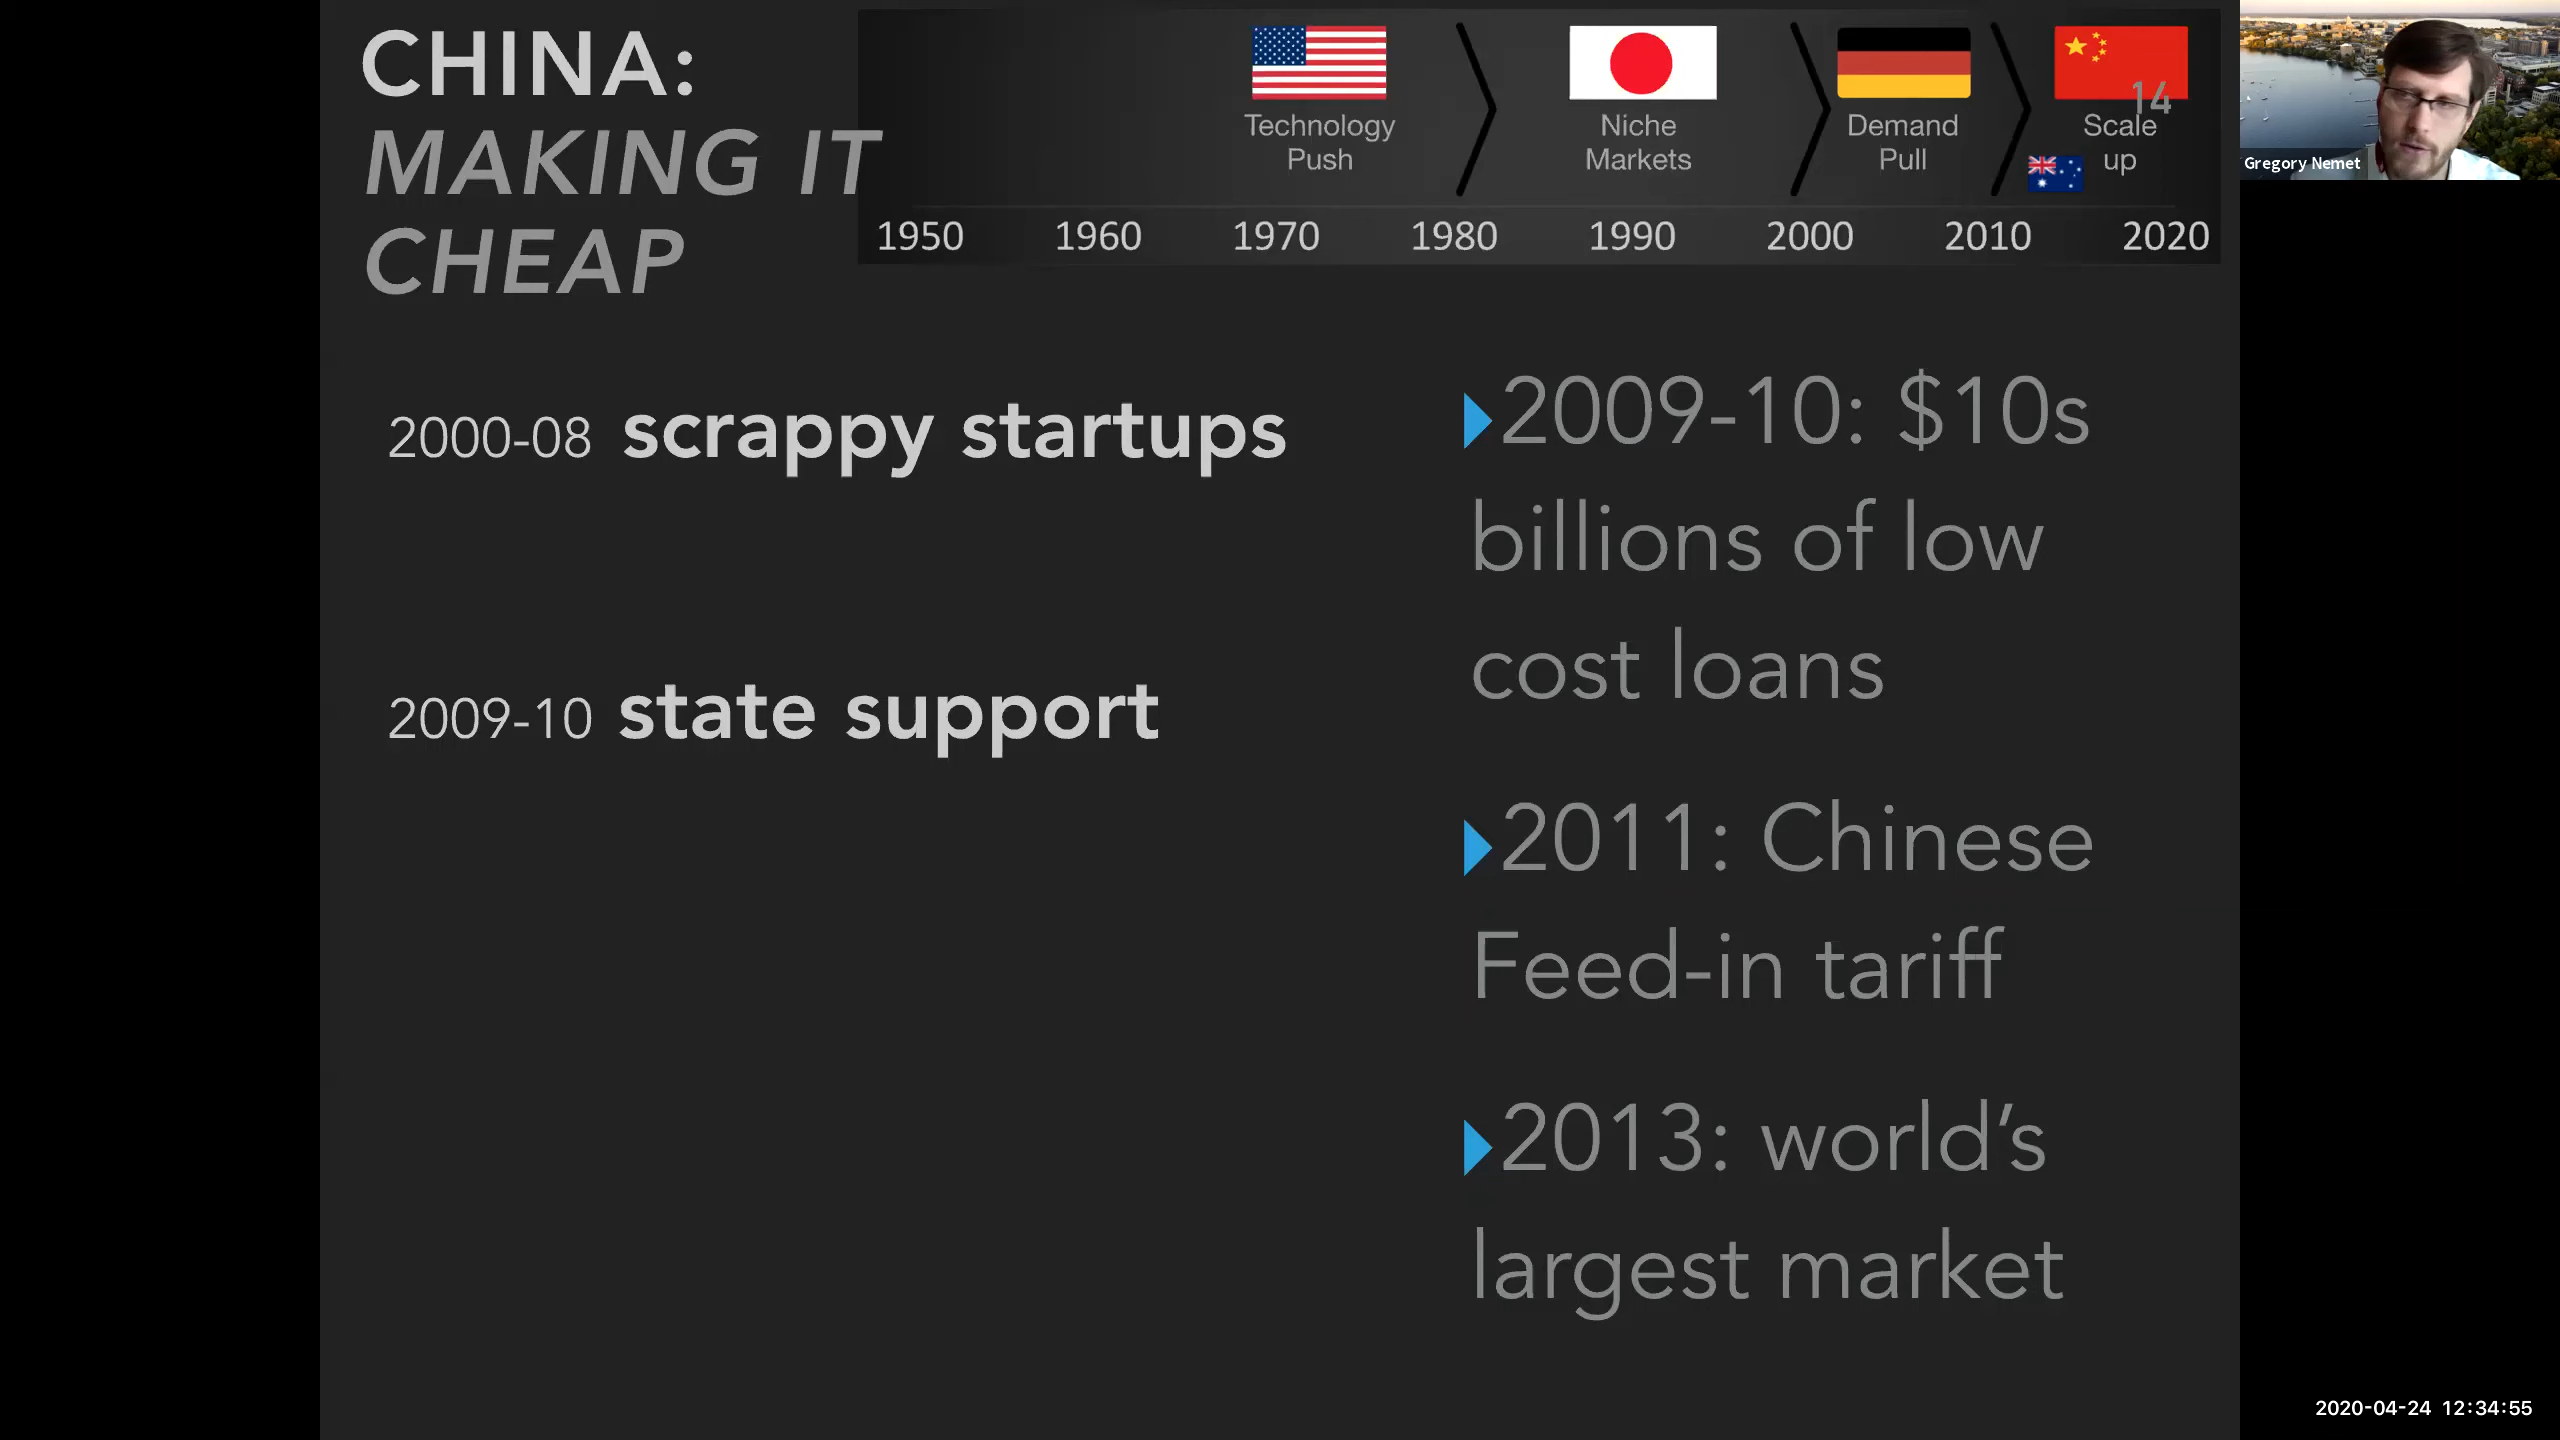 CHINA:
MAKING IT
CHEAP
Technology
Push
Niche
Markets
Demand
Pull
14
Scale
up
1950 1960 1970 1980 1990 2000 2010 2020
Gregory Nemet
2000-08 scrappy startups
2009-10 state support
2009-10: $10s
billions of low
cost loans
2011: Chinese
Feed-in tariff
2013: world’s
largest market
2020-04-24 12:34:55